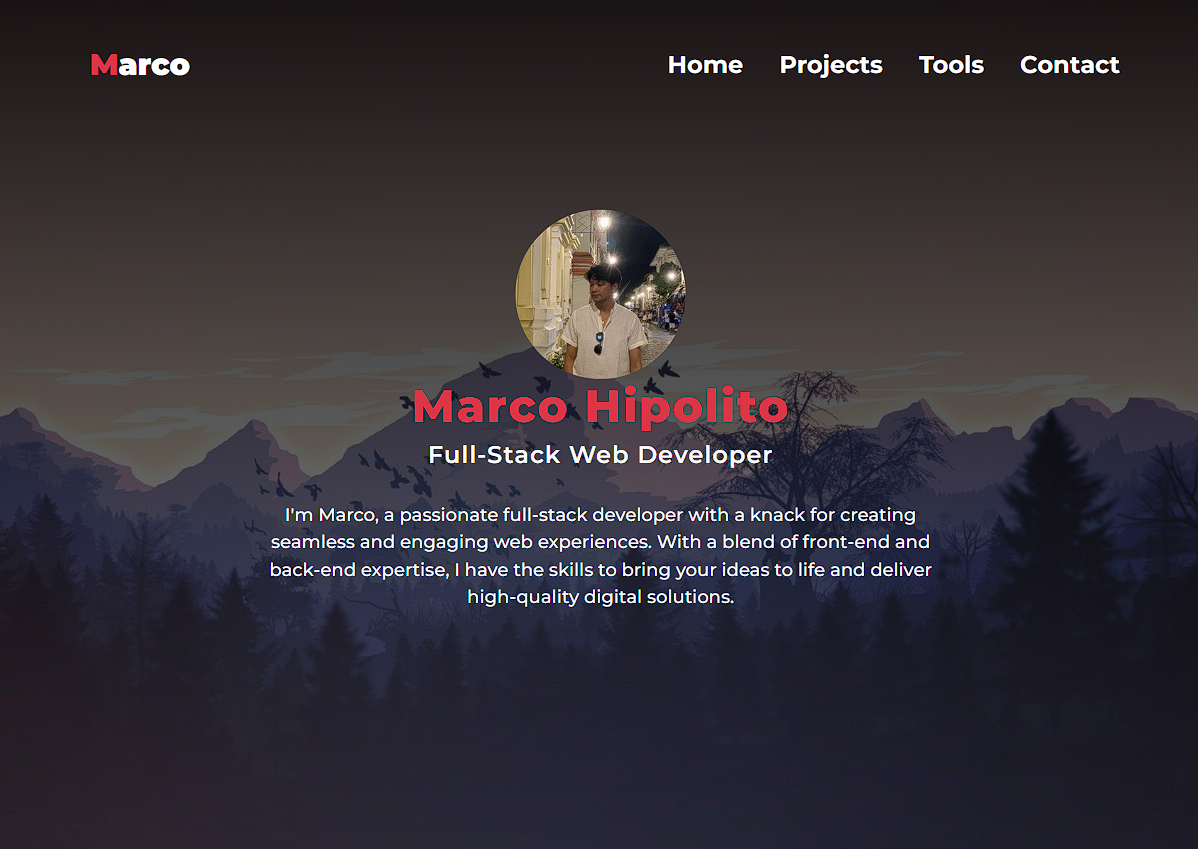 Marco
Home Projects Tools Contact
Marco Hipolito
Full-Stack Web Developer
I'm Marco, a passionate full-stack developer with a knack for creating
seamless and engaging web experiences. With a blend of front-end and
back-end expertise, I have the skills to bring your ideas to life and deliver
high-quality digital solutions.